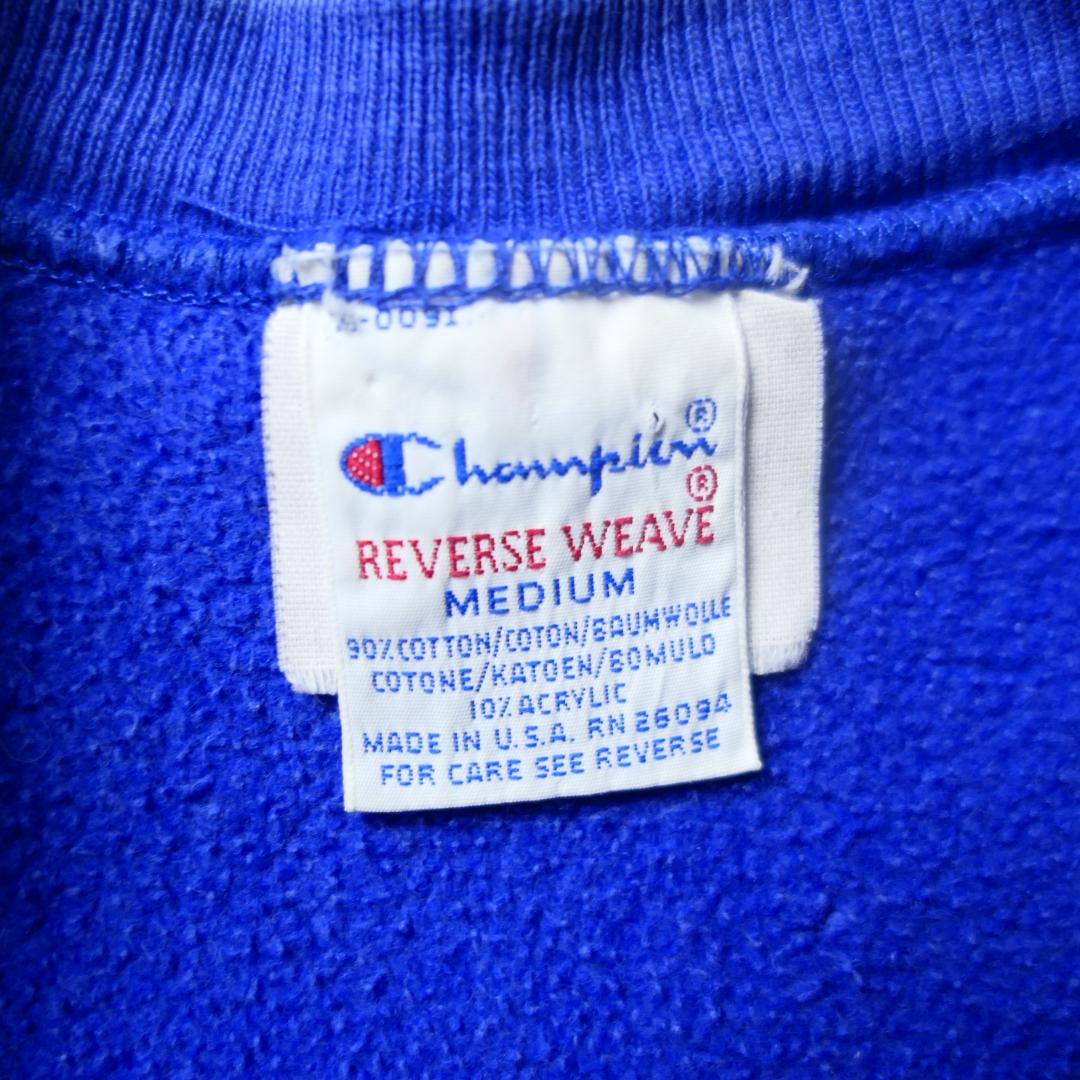 -0091
Champion®
REVERSE WEAVE®
MEDIUM
90% COTTON/COTON/BAUMWOLLE
COTONE/KATOEN/BOMULD
10% ACRYLIC
MADE IN U.S.A. RN 26094
FOR CARE SEE REVERSE